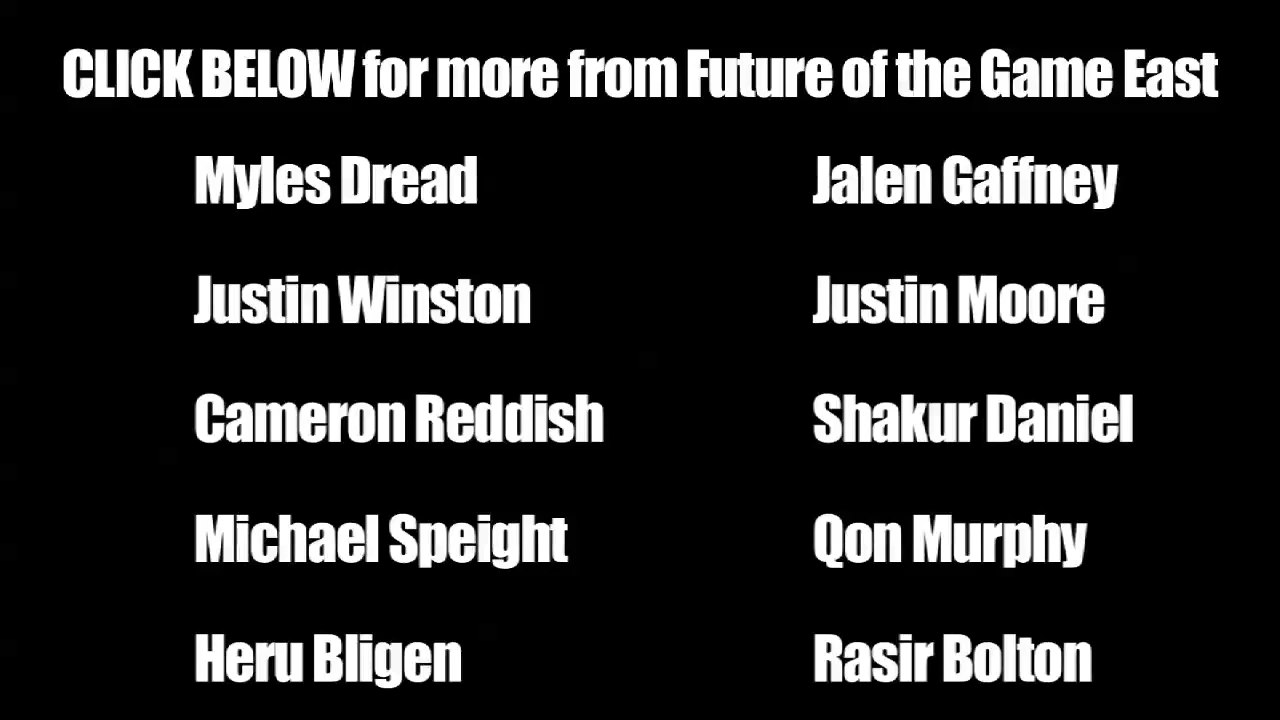 CLICK BELOW for more from Future of the Game East
Myles Dread
Jalen Gaffney
Justin Winston
Justin Moore
Cameron Reddish
Shakur Daniel
Michael Speight
Qon Murphy
Heru Bligen
Rasir Bolton